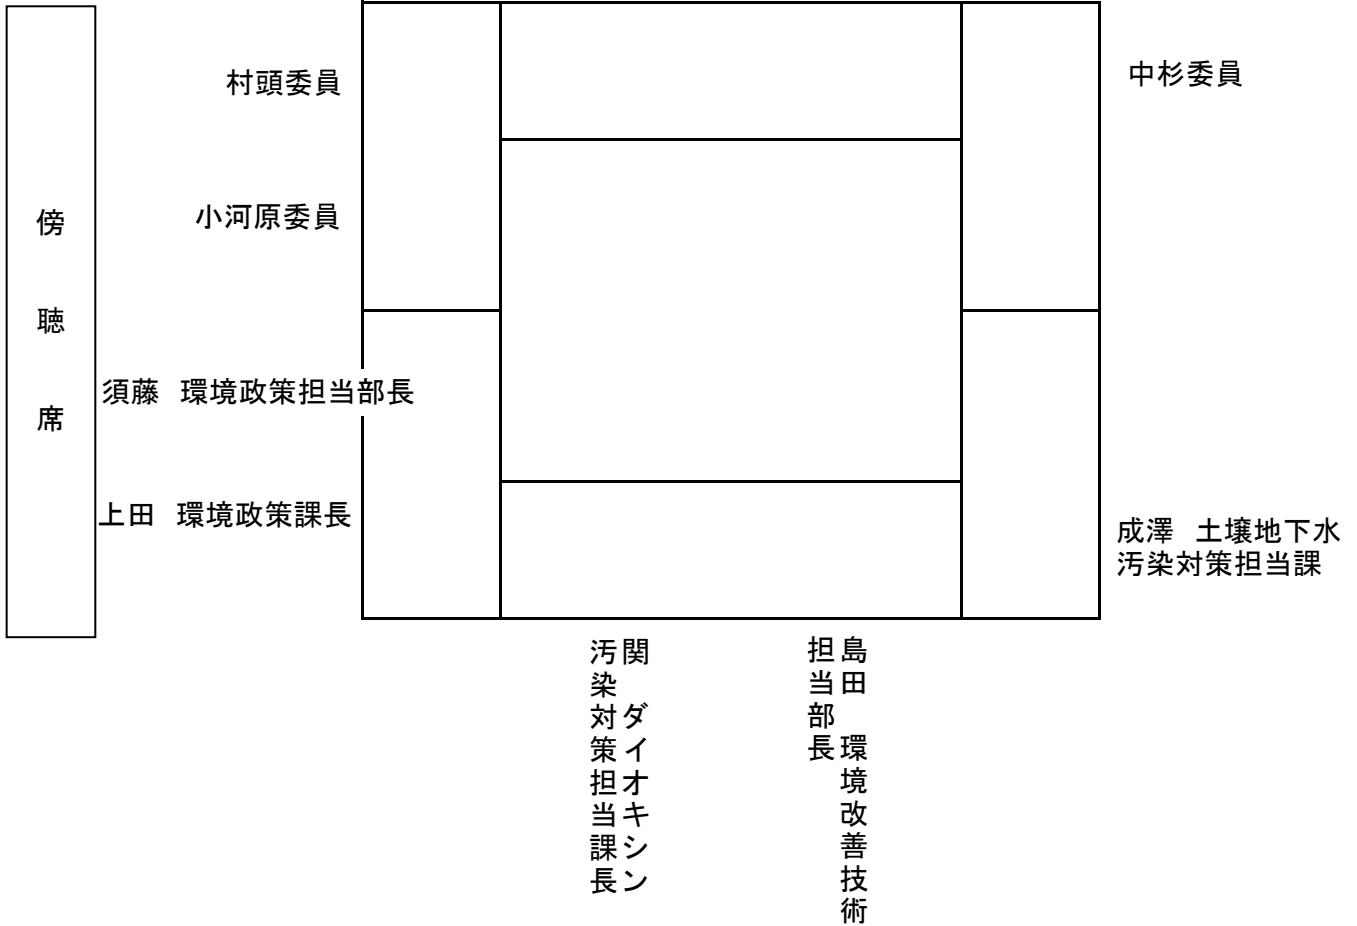 傍聴席
村頭委員
中杉委員
小河原委員
須藤　環境政策担当部長
上田　環境政策課長
成澤　土壌地下水
汚染対策担当課
関　ダイオキシン
汚染対策担当課長
島田　環境改善技術
担当部長